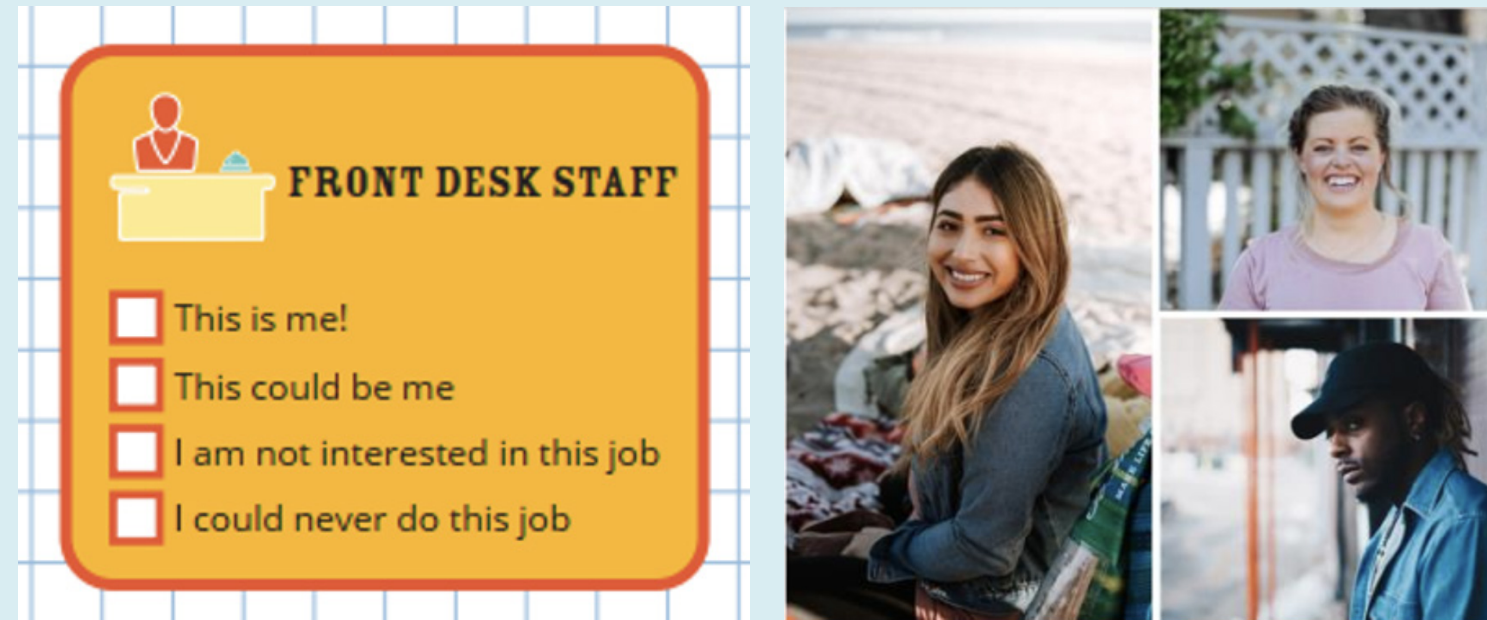 FRONT DESK STAFF
This is me!
This could be me
I am not interested in this job
I could never do this job